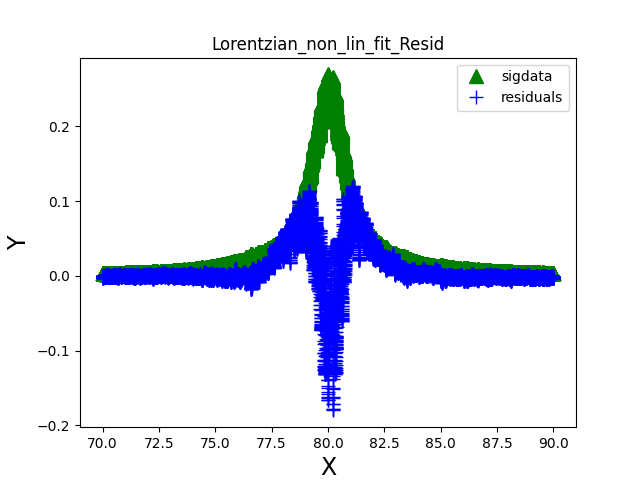 Lorentzian_non_lin_fit_Resid
sigdata
residuals
Y
0.2
0.1
0.0
−0.1
−0.2
70.0 72.5 75.0 77.5 80.0 82.5 85.0 87.5 90.0
X